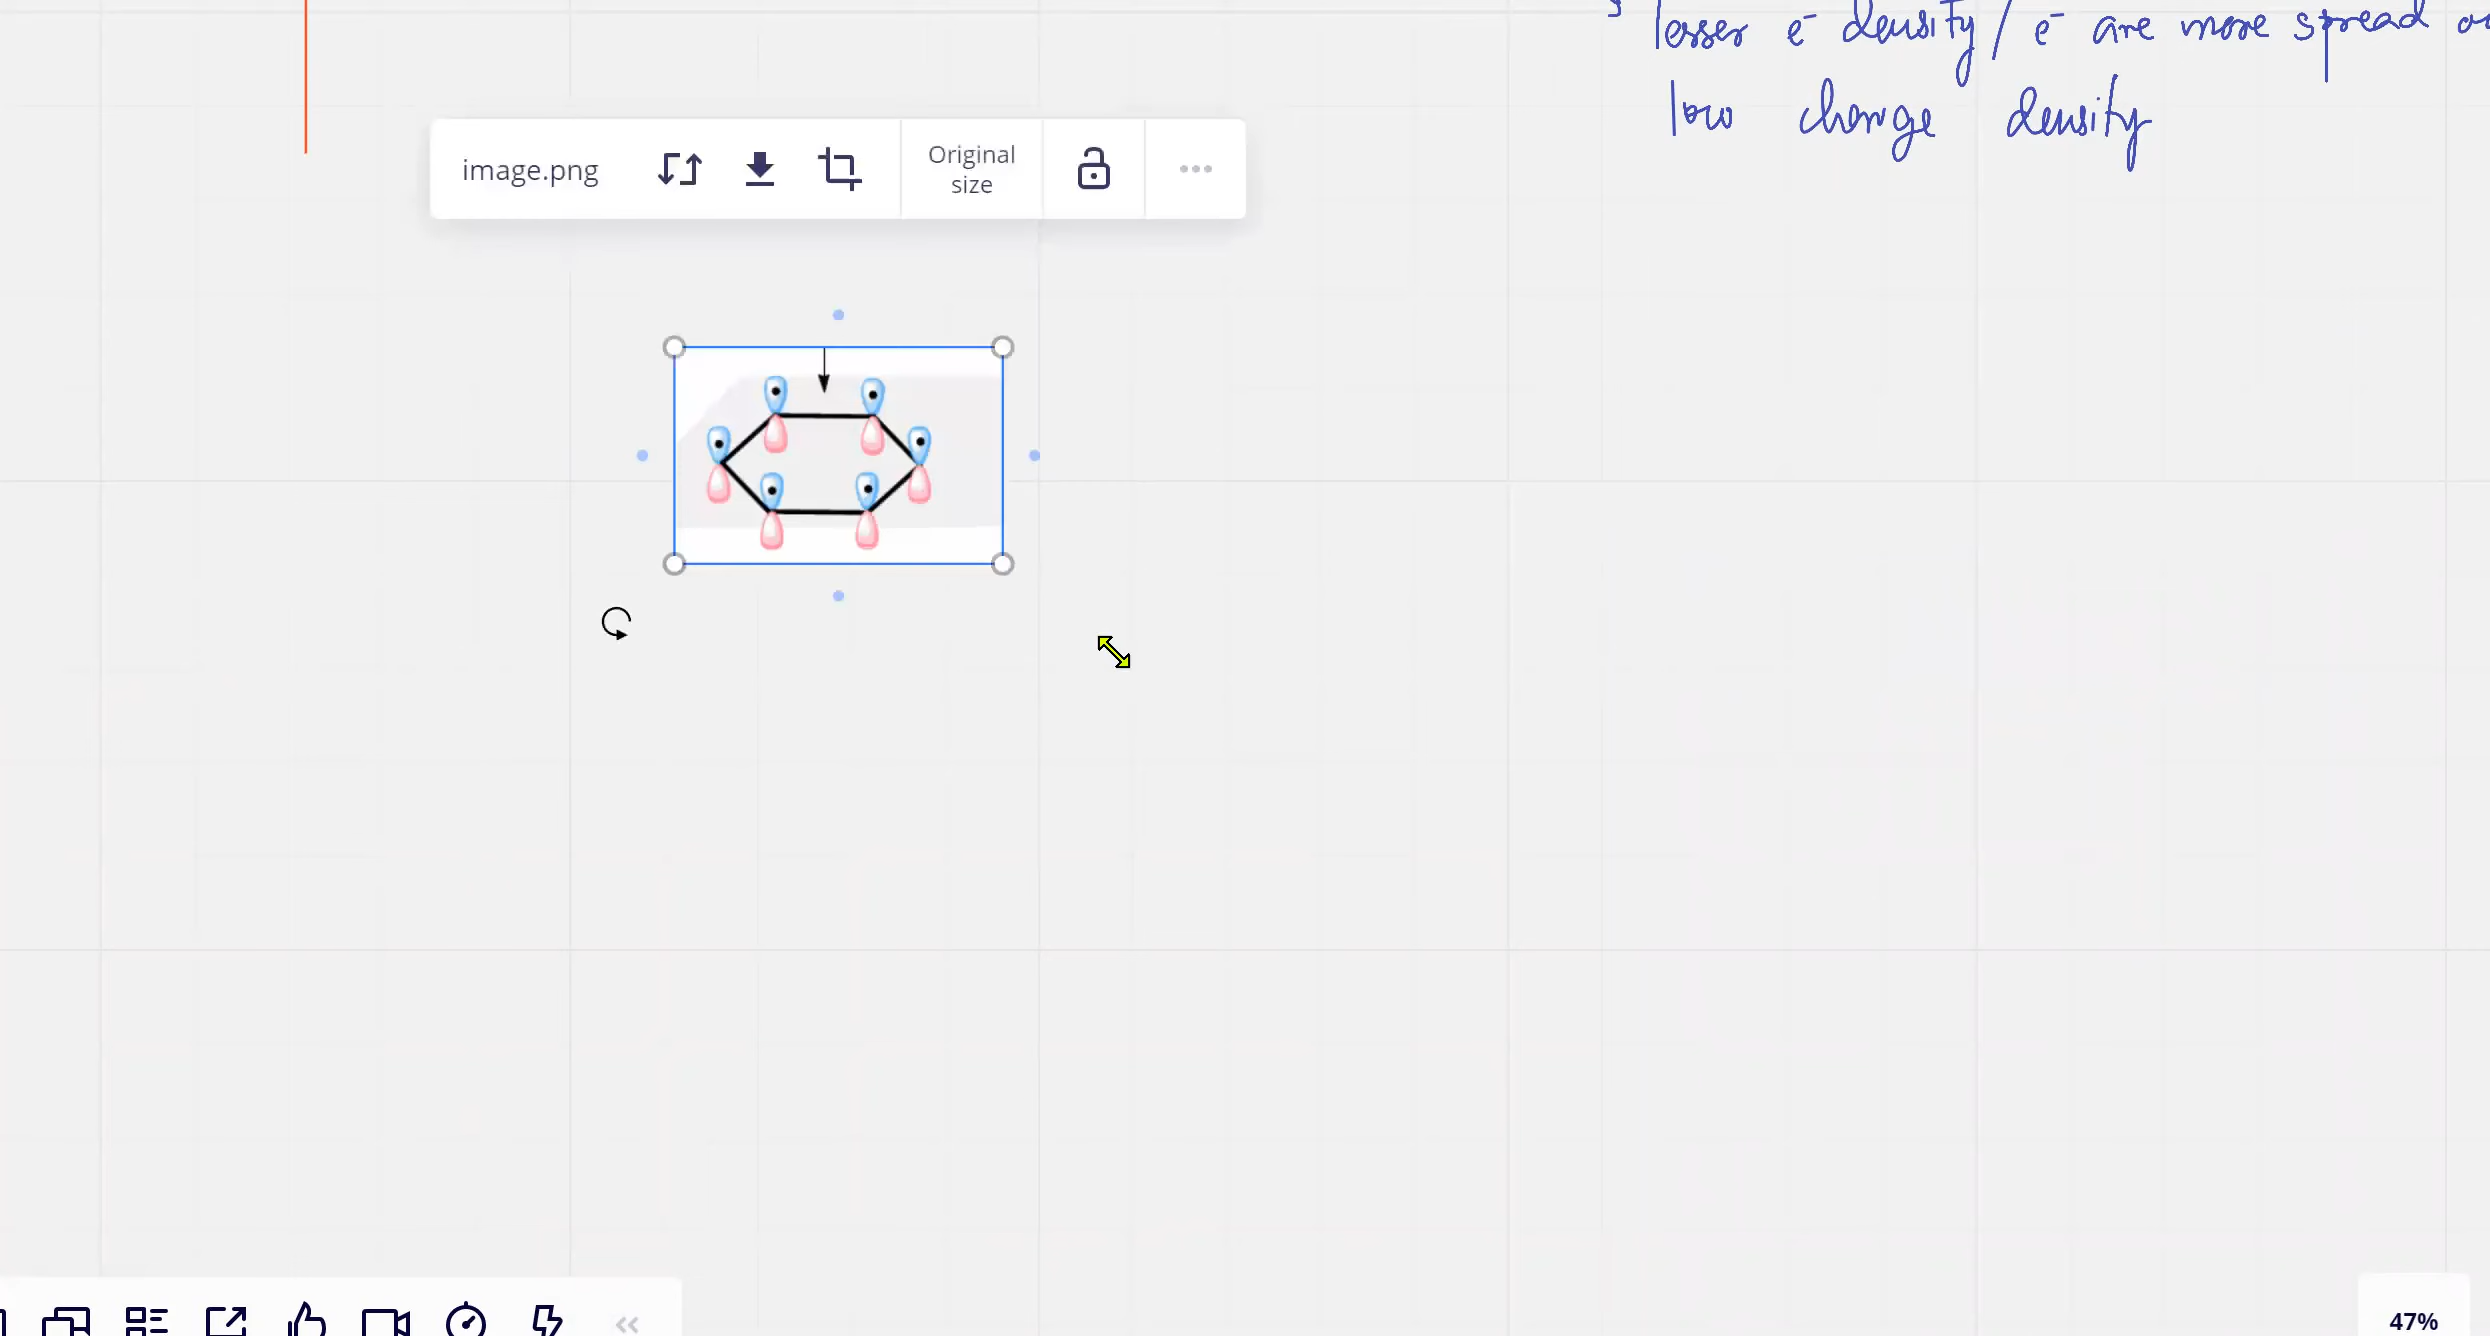 lesser e⁻ density / e⁻ are more spread
low charge density
image.png
Original
size
47%